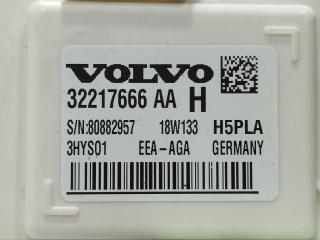 VOLVO
32217666 AA H
S/N:80882957 18W133 H5PLA
3HYS01 EEA-AGA GERMANY